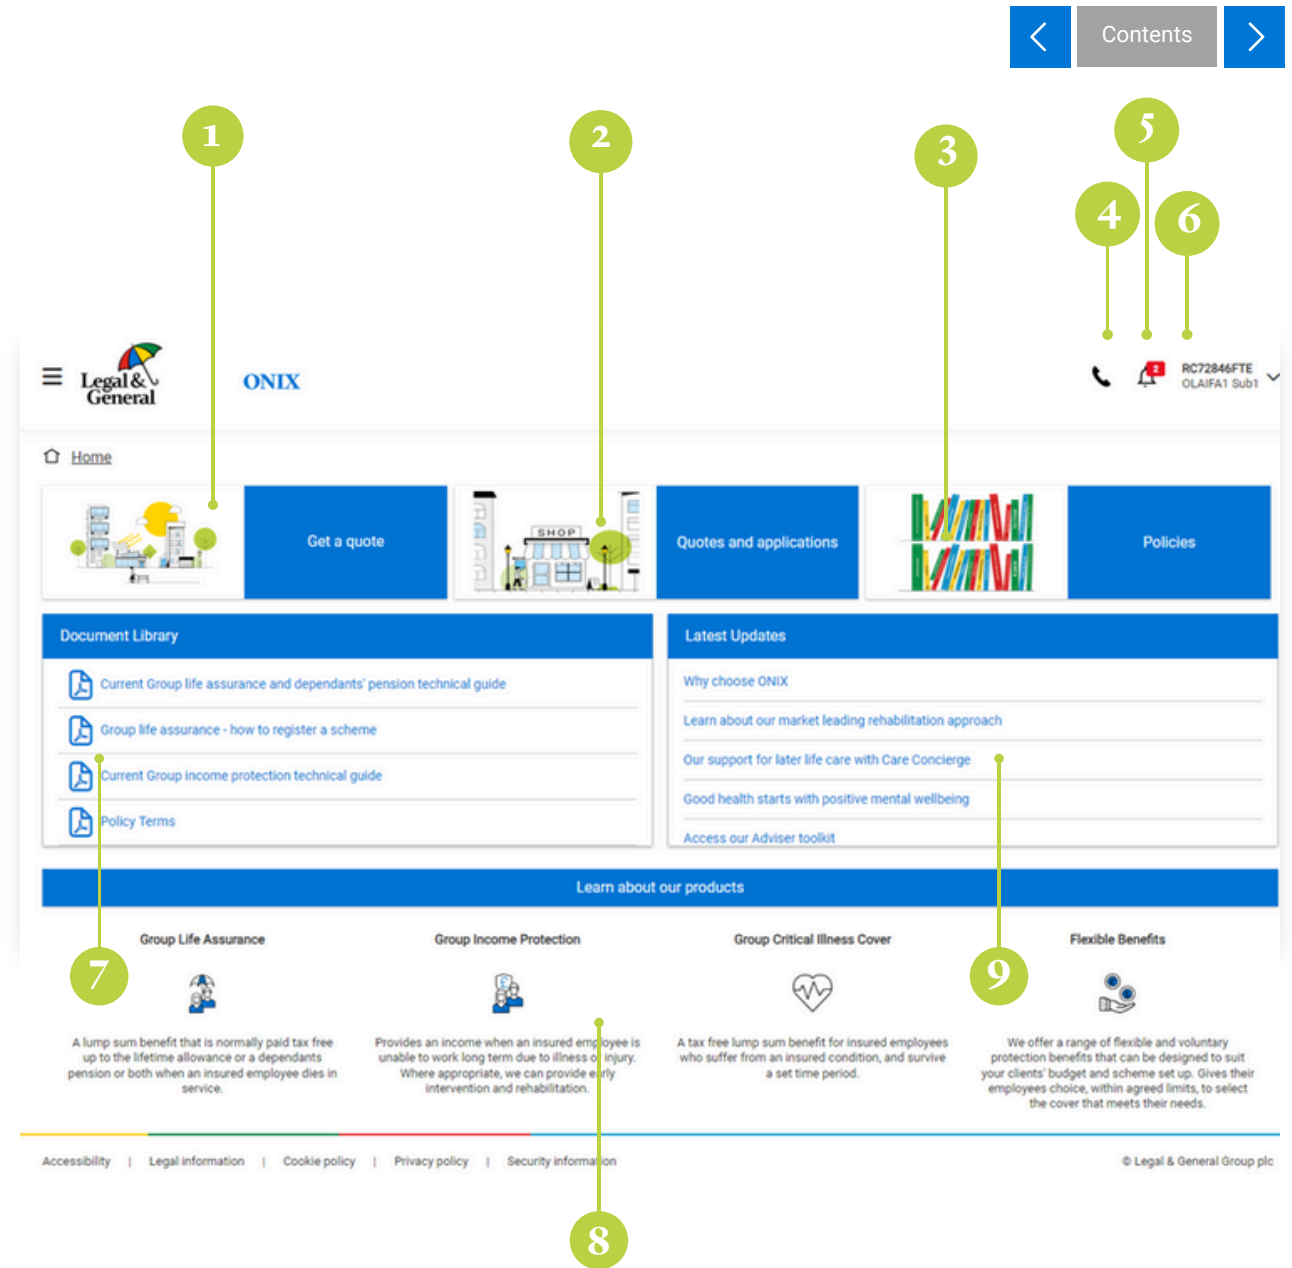 Contents
1
2
3
5
4
6
Legal &
General
ONIX
2
RC72846FTE
OLAIFA1 Sub1
Home
Get a quote
SHOP
Quotes and applications
Policies
Document Library
Current Group life assurance and dependants' pension technical guide
Group life assurance - how to register a scheme
Current Group income protection technical guide
Policy Terms
Latest Updates
Why choose ONIX
Learn about our market leading rehabilitation approach
Our support for later life care with Care Concierge
Good health starts with positive mental wellbeing
Access our Adviser toolkit
Learn about our products
7
9
Group Life Assurance
A lump sum benefit that is normally paid tax free
up to the lifetime allowance or a dependants
pension or both when an insured employee dies in
service.
Group Income Protection
Provides an income when an insured employee is
unable to work long term due to illness or injury.
Where appropriate, we can provide early
intervention and rehabilitation.
Group Critical Illness Cover
A tax free lump sum benefit for insured employees
who suffer from an insured condition, and survive
a set time period.
Flexible Benefits
We offer a range of flexible and voluntary
protection benefits that can be designed to suit
your clients' budget and scheme set up. Gives their
employees choice, within agreed limits, to select
the cover that meets their needs.
Accessibility | Legal information | Cookie policy | Privacy policy | Security information
© Legal & General Group plc
8